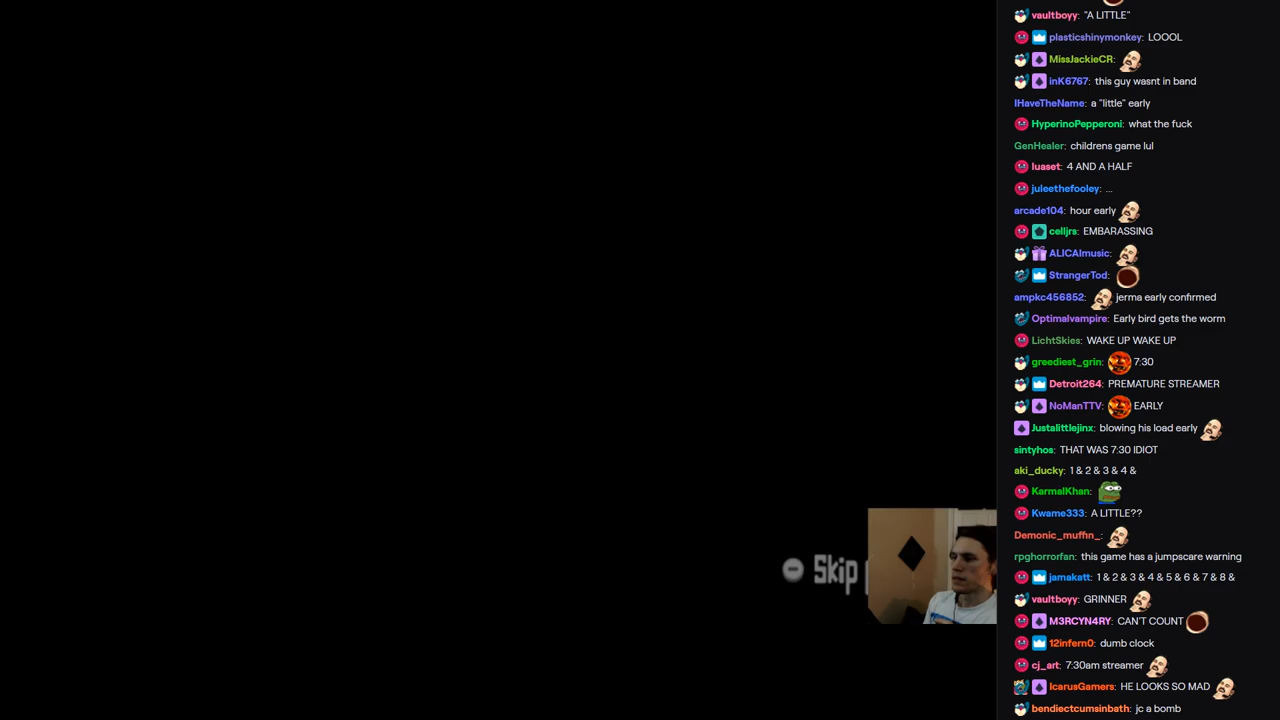 vaultboyy: "A LITTLE"
plasticshinymonkey: LOOOL
MissJackieCR:
inK6767: this guy wasnt in band
IHaveTheName: a "little" early
HyperinoPepperoni: what the fuck
GenHealer: childrens game lul
luaset: 4 AND A HALF
juleethefooley: ...
arcade104: hour early
celljrs: EMBARASSING
ALICAImusic:
StrangerTod:
ampkc456852: jerma early confirmed
Optimalvampire: Early bird gets the worm
LichtSkies: WAKE UP WAKE UP
greediest_grin: 7:30
Detroit264: PREMATURE STREAMER
NoManTTV: EARLY
Justalittlejinx: blowing his load early
sintyhos: THAT WAS 7:30 IDIOT
aki_ducky: 1 & 2 & 3 & 4 &
KarmalKhan:
Kwame333: A LITTLE??
Demonic_muffin_:
rpghorrorfan: this game has a jumpscare warning
jamakatt: 1 & 2 & 3 & 4 & 5 & 6 & 7 & 8 &
vaultboyy: GRINNER
M3RCYN4RY: CAN'T COUNT
12infern0: dumb clock
cj_art: 7:30am streamer
IcarusGamers: HE LOOKS SO MAD
bendiectcumsinbath: jc a bomb
Skip